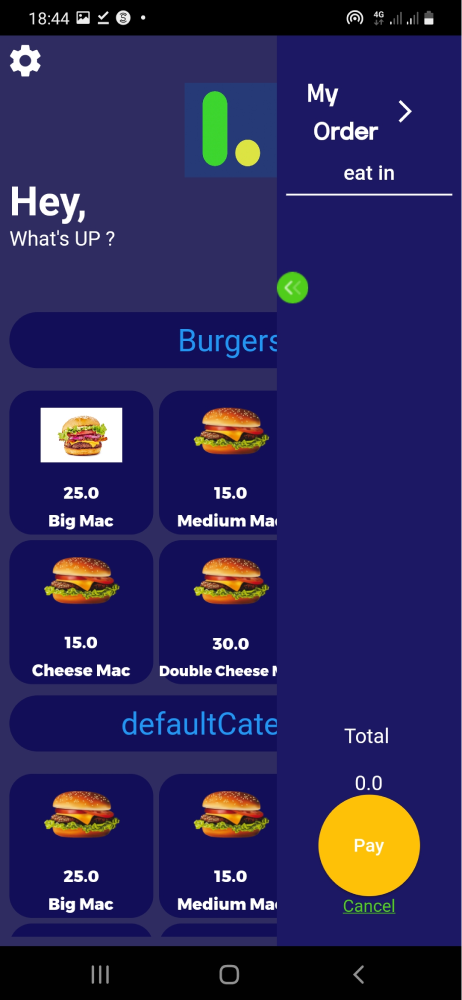 18:44
4G
My
Order
eat in
Hey,
What's UP ?
Burgers
25.0
15.0
Big Mac
Medium Mac
15.0
30.0
Cheese Mac
Double Cheese M
defaultCate
25.0
15.0
Big Mac
Medium Mac
Total
0.0
Pay
Cancel